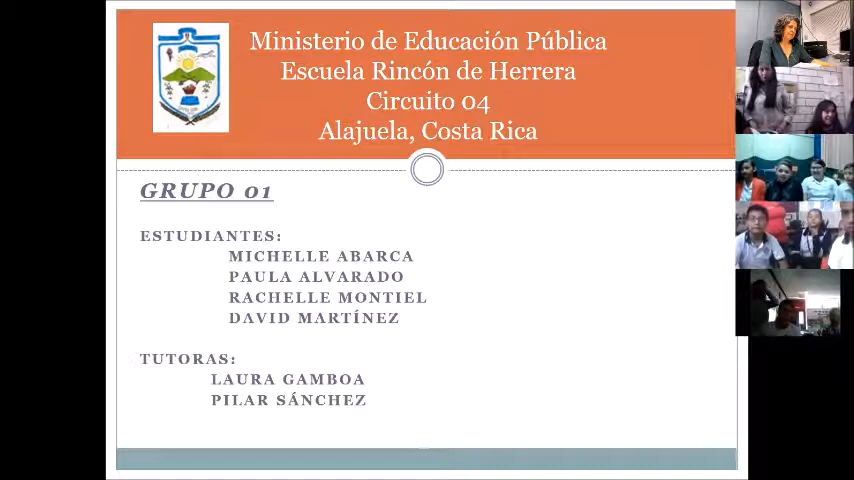 Ministerio de Educación Pública
Escuela Rincón de Herrera
Circuito 04
Alajuela, Costa Rica
GRUPO 01
ESTUDIANTES:
MICHELLE ABARCA
PAULA ALVARADO
RACHELLE MONTIEL
DAVID MARTÍNEZ
TUTORAS:
LAURA GAMBOA
PILAR SÁNCHEZ